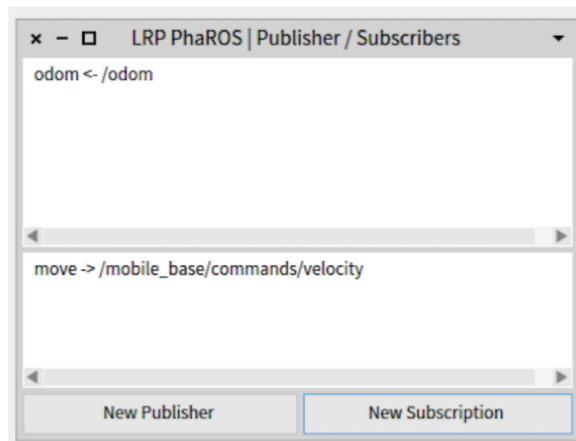 LRP PhaROS | Publisher / Subscribers
odom <- /odom
move -> /mobile_base/commands/velocity
New Publisher
New Subscription